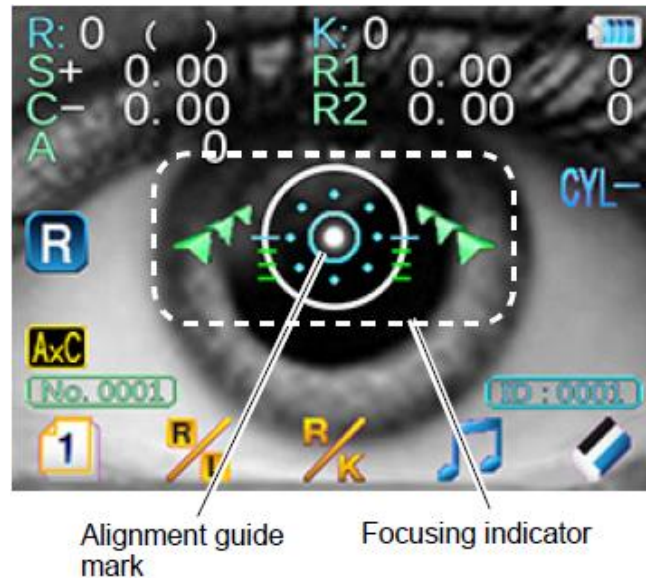 R: 0 ( ) K: 0
S+ 0.00 R1 0.00 0
C− 0.00 R2 0.00 0
A 0
CYL−
R
AxC
No. 0001 ID:0001
1 R/L R/K
Alignment guide mark
Focusing indicator